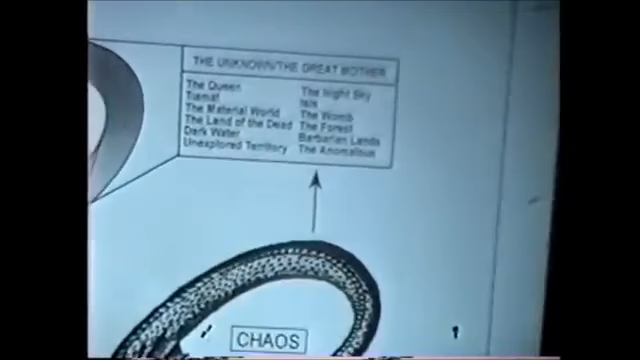 THE UNKNOWN/THE GREAT MOTHER
The Queen
Tiamat
The Material World
The Land of the Dead
Dark Water
Unexplored Territory
The Night Sky
Isis
The Womb
The Forest
Barbarian Lands
The Anomalous
CHAOS